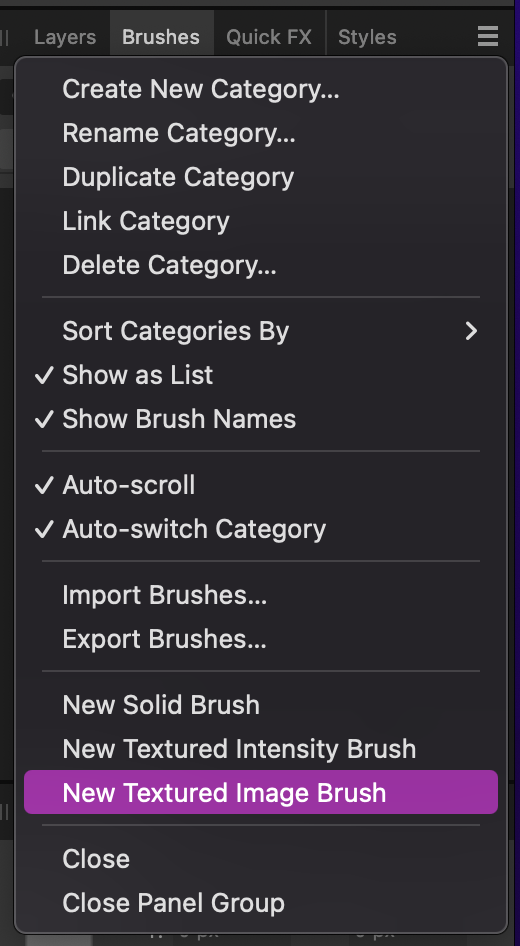 Layers Brushes Quick FX Styles
Create New Category...
Rename Category...
Duplicate Category
Link Category
Delete Category...
Sort Categories By
Show as List
Show Brush Names
Auto-scroll
Auto-switch Category
Import Brushes...
Export Brushes...
New Solid Brush
New Textured Intensity Brush
New Textured Image Brush
Close
Close Panel Group